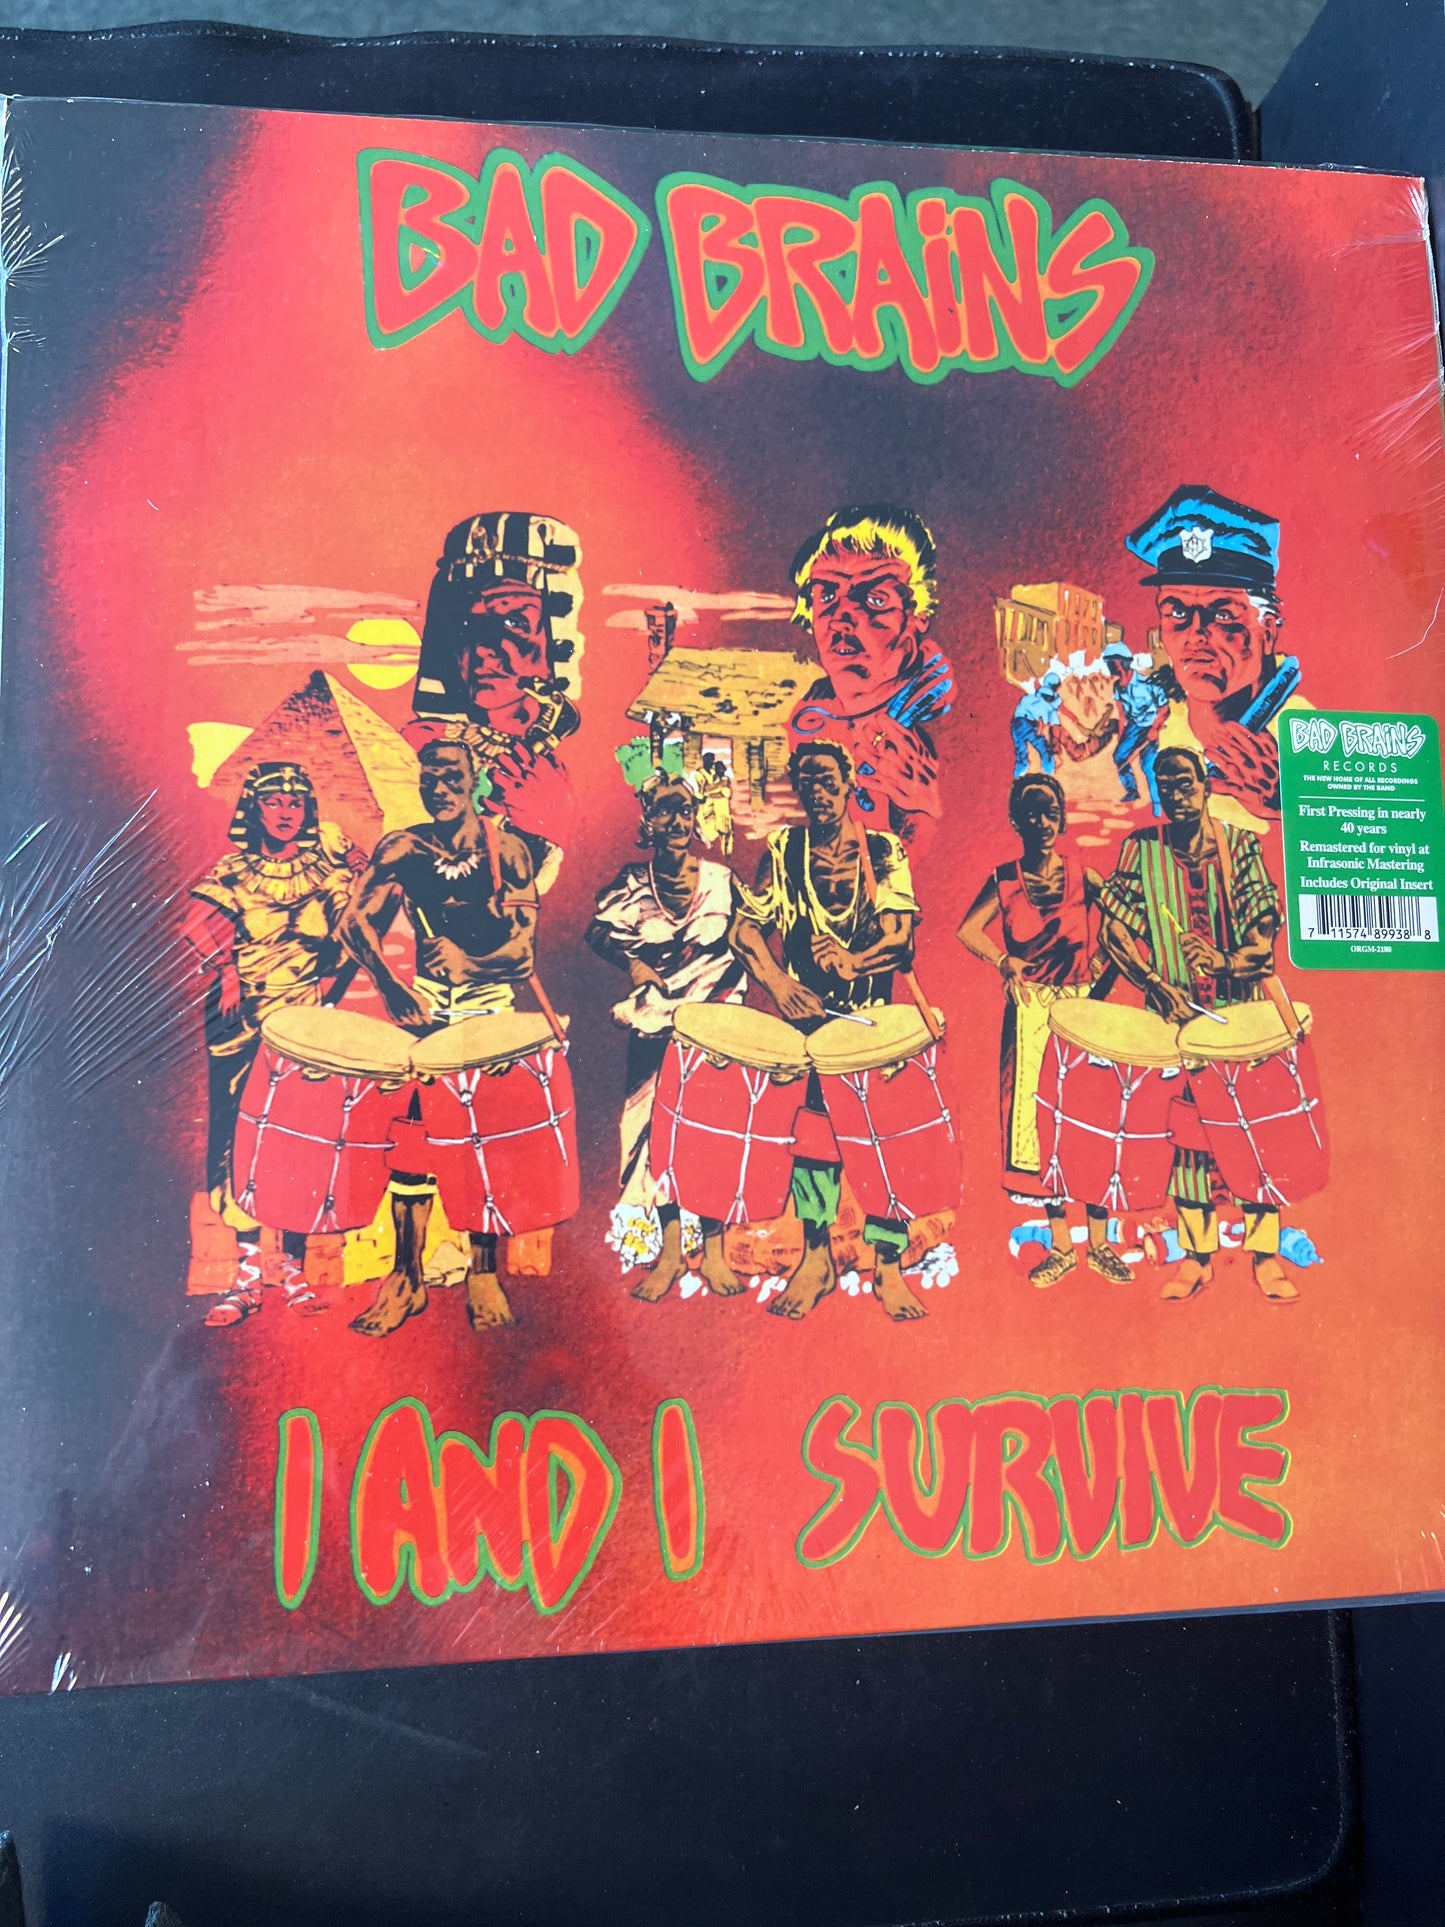 BAD BRAiNS
BAD BRAiNS
RECORDS
THE NEW HOME OF ALL RECORDINGS
OWNED BY THE BAND
First Pressing in nearly
40 years
Remastered for vinyl at
Infrasonic Mastering
Includes Original Insert
7 11574 89938 8
ORGM-2180
I AND I SURVIVE